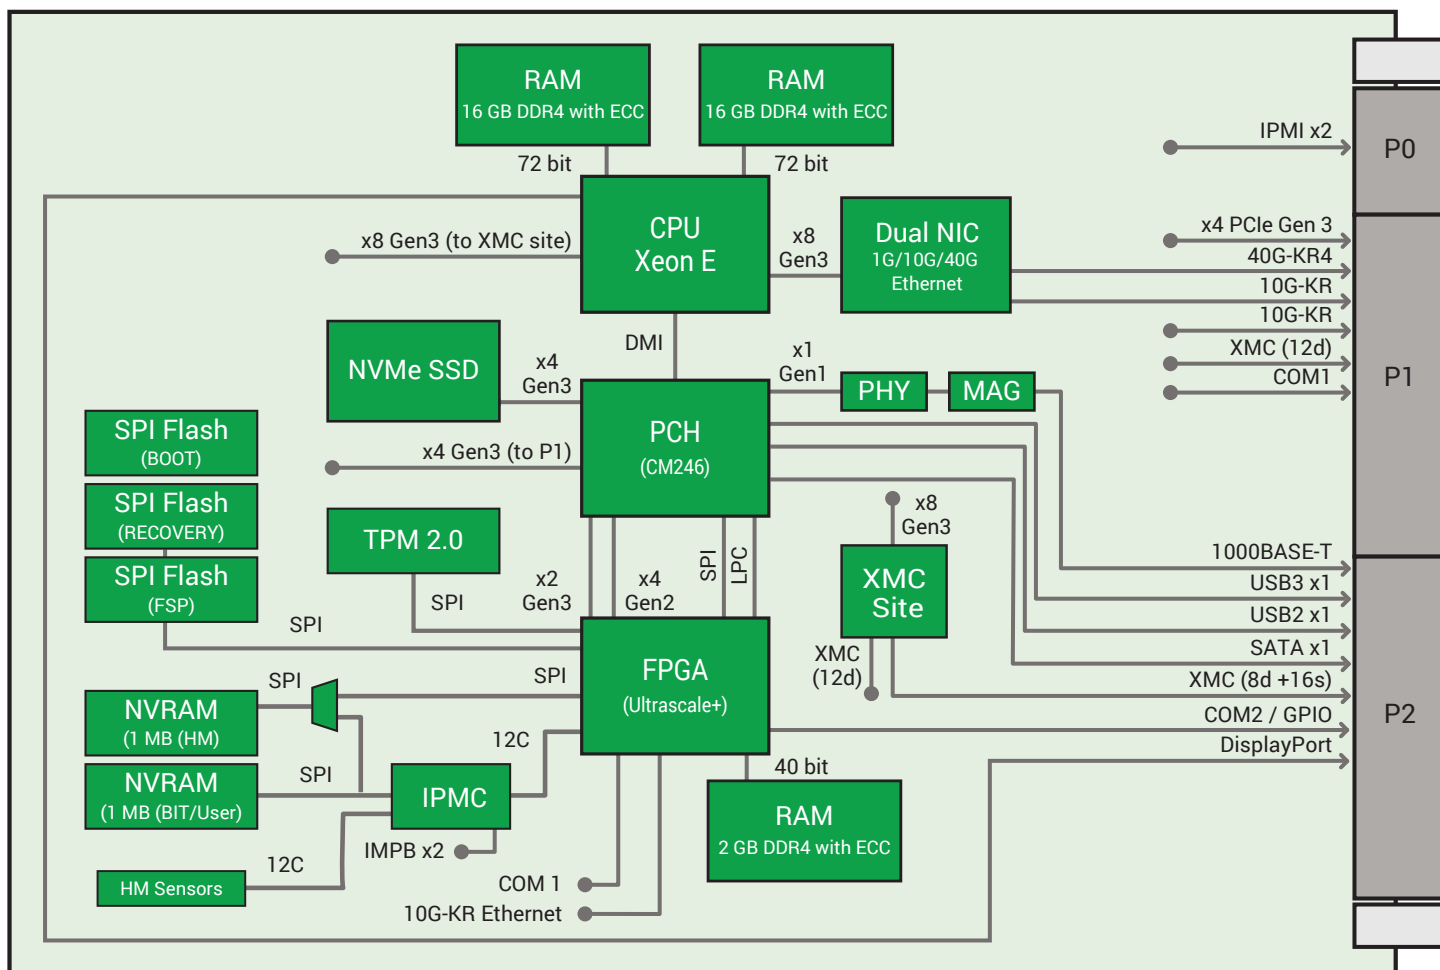 RAM
16 GB DDR4 with ECC
RAM
16 GB DDR4 with ECC
72 bit
72 bit
IPMI x2
P0
CPU
Xeon E
x8 Gen3 (to XMC site)
x8
Gen3
Dual NIC
1G/10G/40G
Ethernet
x4 PCIe Gen 3
40G-KR4
10G-KR
10G-KR
XMC (12d)
COM1
P1
DMI
NVMe SSD
x4
Gen3
x1
Gen1
PHY
MAG
PCH
(CM246)
x4 Gen3 (to P1)
SPI Flash
(BOOT)
SPI Flash
(RECOVERY)
SPI Flash
(FSP)
TPM 2.0
SPI
SPI
x2
Gen3
x4
Gen2
SPI
LPC
x8
Gen3
XMC
Site
XMC
(12d)
1000BASE-T
USB3 x1
USB2 x1
SATA x1
XMC (8d +16s)
COM2 / GPIO
DisplayPort
P2
FPGA
(Ultrascale+)
SPI
SPI
NVRAM
(1 MB (HM)
NVRAM
(1 MB (BIT/User)
SPI
12C
IPMC
IMPB x2
12C
HM Sensors
40 bit
RAM
2 GB DDR4 with ECC
COM 1
10G-KR Ethernet